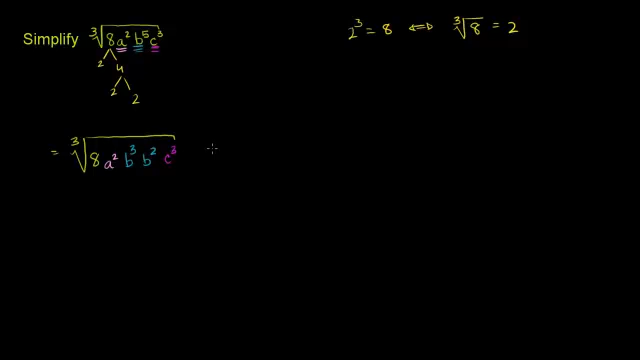 Simplify ∛(8a²b⁵c³)
2 4
2 2
= ∛(8a²b³b²c³)
2³ = 8 ⟺ ∛8 = 2